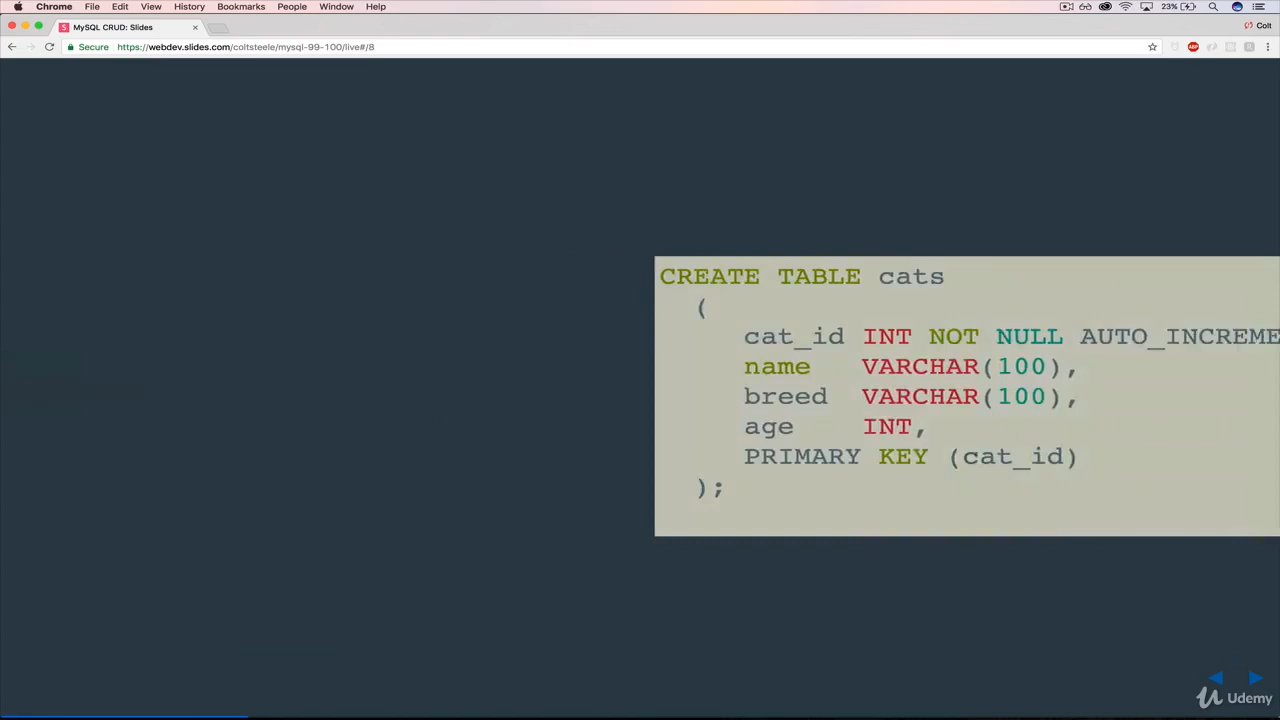 Chrome File Edit View History Bookmarks People Window Help 23%
MySQL CRUD: Slides Colt
Secure https://webdev.slides.com/coltsteele/mysql-99-100/live#/8
ABP
CREATE TABLE cats
(
cat_id INT NOT NULL AUTO_INCREME
name VARCHAR(100),
breed VARCHAR(100),
age INT,
PRIMARY KEY (cat_id)
);
Udemy